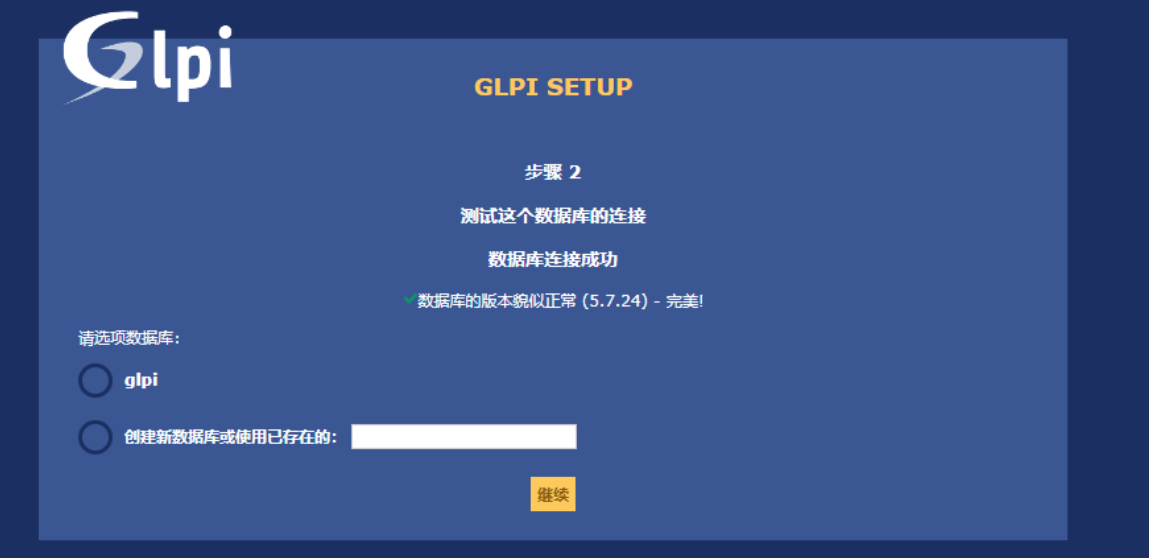 Glpi
GLPI SETUP
步骤 2
测试这个数据库的连接
数据库连接成功
数据库的版本貌似正常 (5.7.24) - 完美!
请选项数据库：
glpi
创建新数据库或使用已存在的：
继续